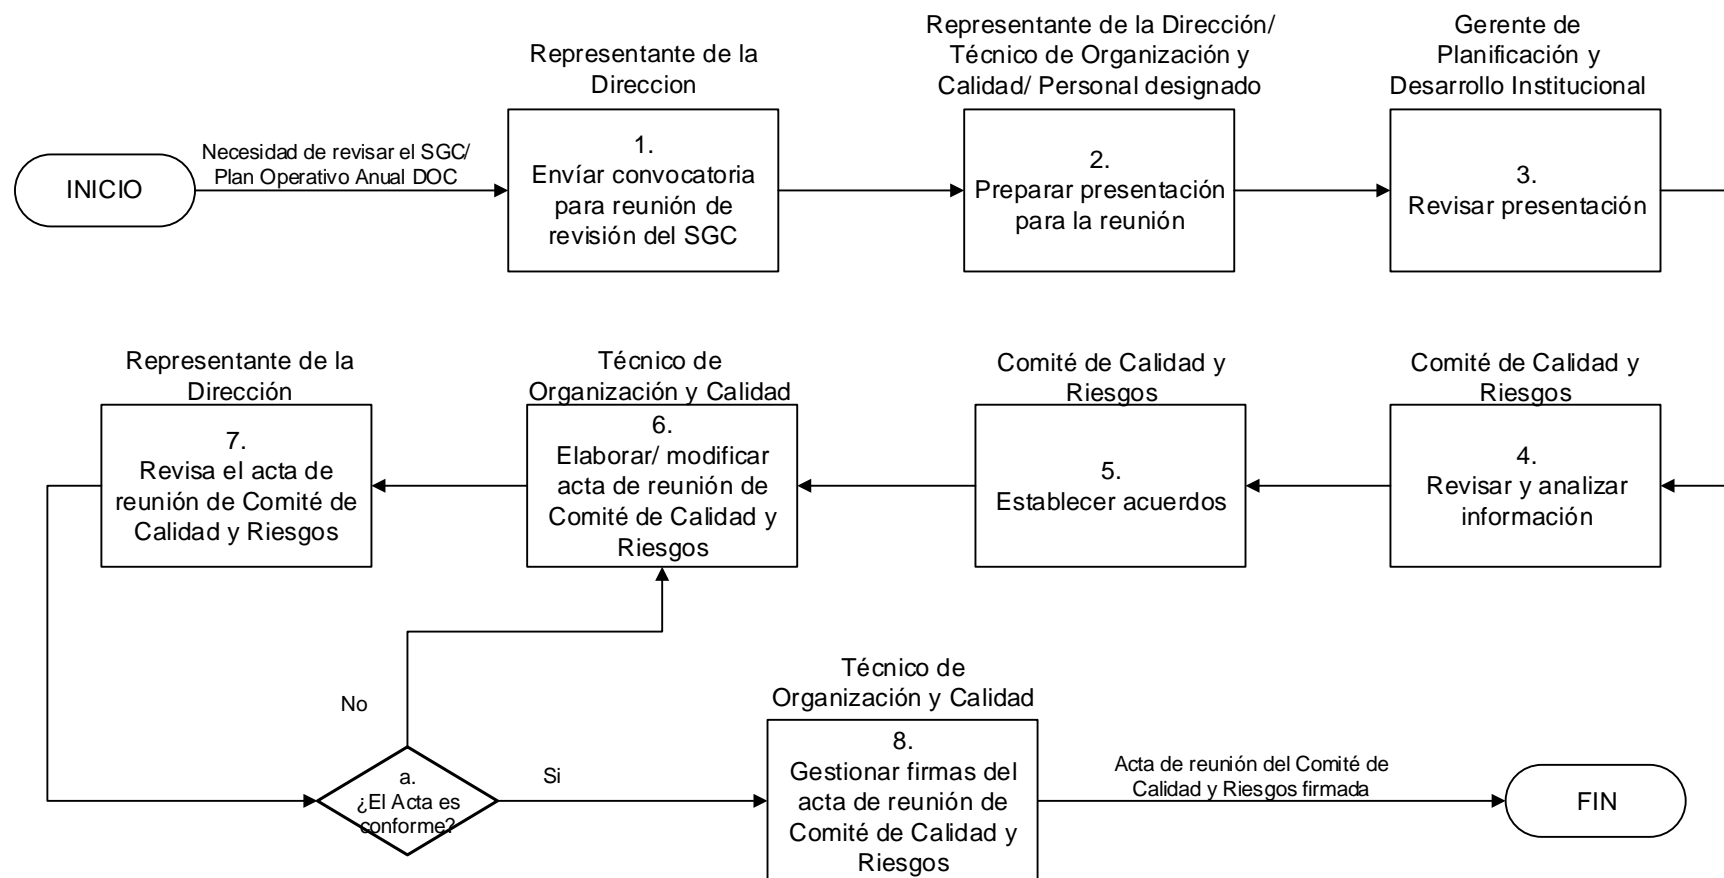 Representante de la
Direccion
Representante de la Dirección/
Técnico de Organización y
Calidad/ Personal designado
Gerente de
Planificación y
Desarrollo Institucional
INICIO
Necesidad de revisar el SGC/
Plan Operativo Anual DOC
1.
Envíar convocatoria
para reunión de
revisión del SGC
2.
Preparar presentación
para la reunión
3.
Revisar presentación
Representante de la
Dirección
Técnico de
Organización y Calidad
Comité de Calidad y
Riesgos
Comité de Calidad y
Riesgos
7.
Revisa el acta de
reunión de Comité de
Calidad y Riesgos
6.
Elaborar/ modificar
acta de reunión de
Comité de Calidad y
Riesgos
5.
Establecer acuerdos
4.
Revisar y analizar
información
No
a.
¿El Acta es
conforme?
Si
Técnico de
Organización y Calidad
8.
Gestionar firmas del
acta de reunión de
Comité de Calidad y
Riesgos
Acta de reunión del Comité de
Calidad y Riesgos firmada
FIN